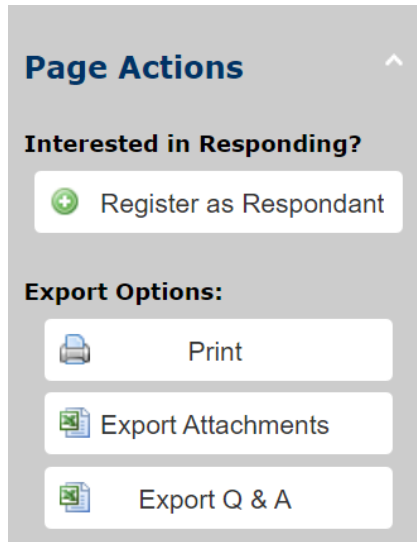 Page Actions
Interested in Responding?
Register as Respondant
Export Options:
Print
Export Attachments
Export Q & A